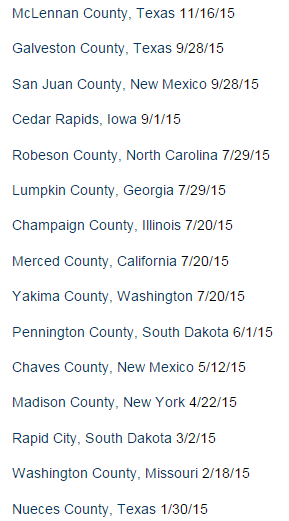 McLennan County, Texas 11/16/15
Galveston County, Texas 9/28/15
San Juan County, New Mexico 9/28/15
Cedar Rapids, Iowa 9/1/15
Robeson County, North Carolina 7/29/15
Lumpkin County, Georgia 7/29/15
Champaign County, Illinois 7/20/15
Merced County, California 7/20/15
Yakima County, Washington 7/20/15
Pennington County, South Dakota 6/1/15
Chaves County, New Mexico 5/12/15
Madison County, New York 4/22/15
Rapid City, South Dakota 3/2/15
Washington County, Missouri 2/18/15
Nueces County, Texas 1/30/15